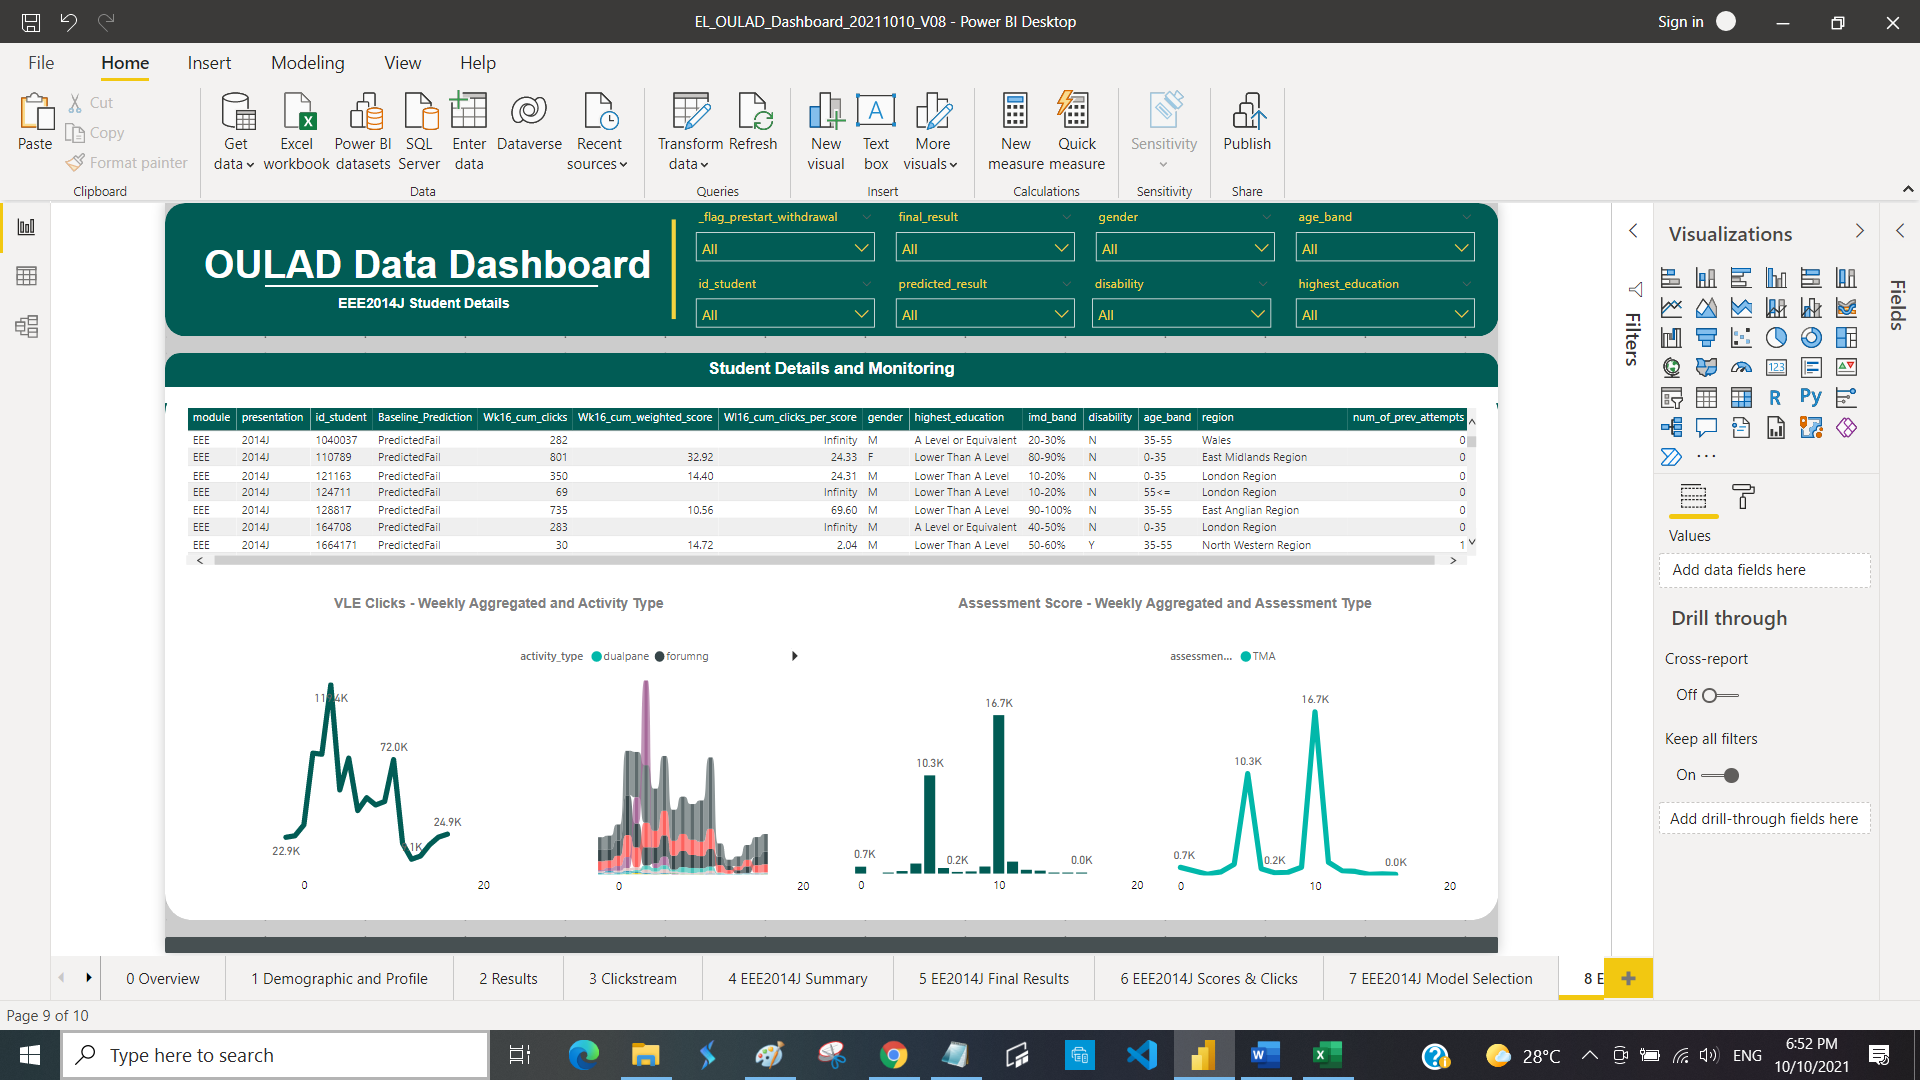 EL_OULAD_Dashboard_20211010_V08 - Power BI Desktop
Sign in
File Home Insert Modeling View Help
Paste
Cut
Copy
Format painter
Clipboard
Get data
Excel workbook
Power BI datasets
SQL Server
Enter data
Dataverse
Recent sources
Data
Transform data
Refresh
Queries
New visual
Text box
More visuals
Insert
New measure
Quick measure
Calculations
Sensitivity
Sensitivity
Publish
Share
OULAD Data Dashboard
EEE2014J Student Details
_flag_prestart_withdrawal final_result gender age_band
All All All All
id_student predicted_result disability highest_education
All All All All
Student Details and Monitoring
module presentation id_student Baseline_Prediction Wk16_cum_clicks Wk16_cum_weighted_score Wl16_cum_clicks_per_score gender highest_education imd_band disability age_band region num_of_prev_attempts
EEE 2014J 1040037 PredictedFail 282 Infinity M A Level or Equivalent 20-30% N 35-55 Wales 0
EEE 2014J 110789 PredictedFail 801 32.92 24.33 F Lower Than A Level 80-90% N 0-35 East Midlands Region 0
EEE 2014J 121163 PredictedFail 350 14.40 24.31 M Lower Than A Level 10-20% N 0-35 London Region 0
EEE 2014J 124711 PredictedFail 69 Infinity M Lower Than A Level 10-20% N 55<= London Region 0
EEE 2014J 128817 PredictedFail 735 10.56 69.60 M Lower Than A Level 90-100% N 35-55 East Anglian Region 0
EEE 2014J 164708 PredictedFail 283 Infinity M A Level or Equivalent 40-50% N 0-35 London Region 0
EEE 2014J 1664171 PredictedFail 30 14.72 2.04 M Lower Than A Level 50-60% Y 35-55 North Western Region 1
VLE Clicks - Weekly Aggregated and Activity Type
activity_type dualpane forumng
72.0K
24.9K
22.9K
0 20
0 20
Assessment Score - Weekly Aggregated and Assessment Type
assessmen... TMA
16.7K
10.3K
0.7K 0.2K 0.0K
0 10 20
16.7K
10.3K
0.7K 0.2K 0.0K
0 10 20
Filters
Visualizations
123
R Py
...
Values
Add data fields here
Drill through
Cross-report
Off
Keep all filters
On
Add drill-through fields here
Fields
0 Overview 1 Demographic and Profile 2 Results 3 Clickstream 4 EEE2014J Summary 5 EE2014J Final Results 6 EEE2014J Scores & Clicks 7 EEE2014J Model Selection 8 E
Page 9 of 10
Type here to search
28°C
ENG
6:52 PM
10/10/2021